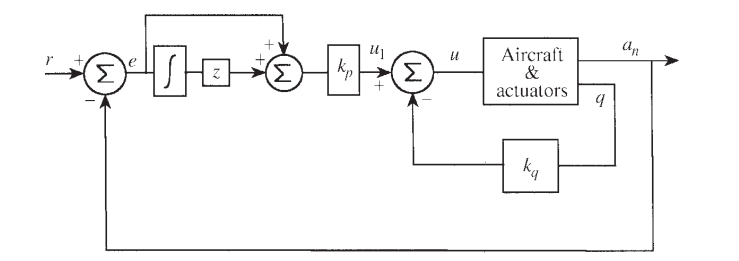 r
+
−
Σ
e
∫
z
+
+
Σ
k_p
u_1
+
−
Σ
u
Aircraft
&
actuators
a_n
q
k_q